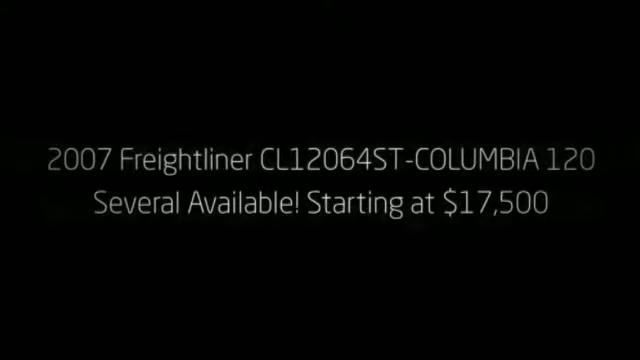 2007 Freightliner CL12064ST-COLUMBIA 120
Several Available! Starting at $17,500